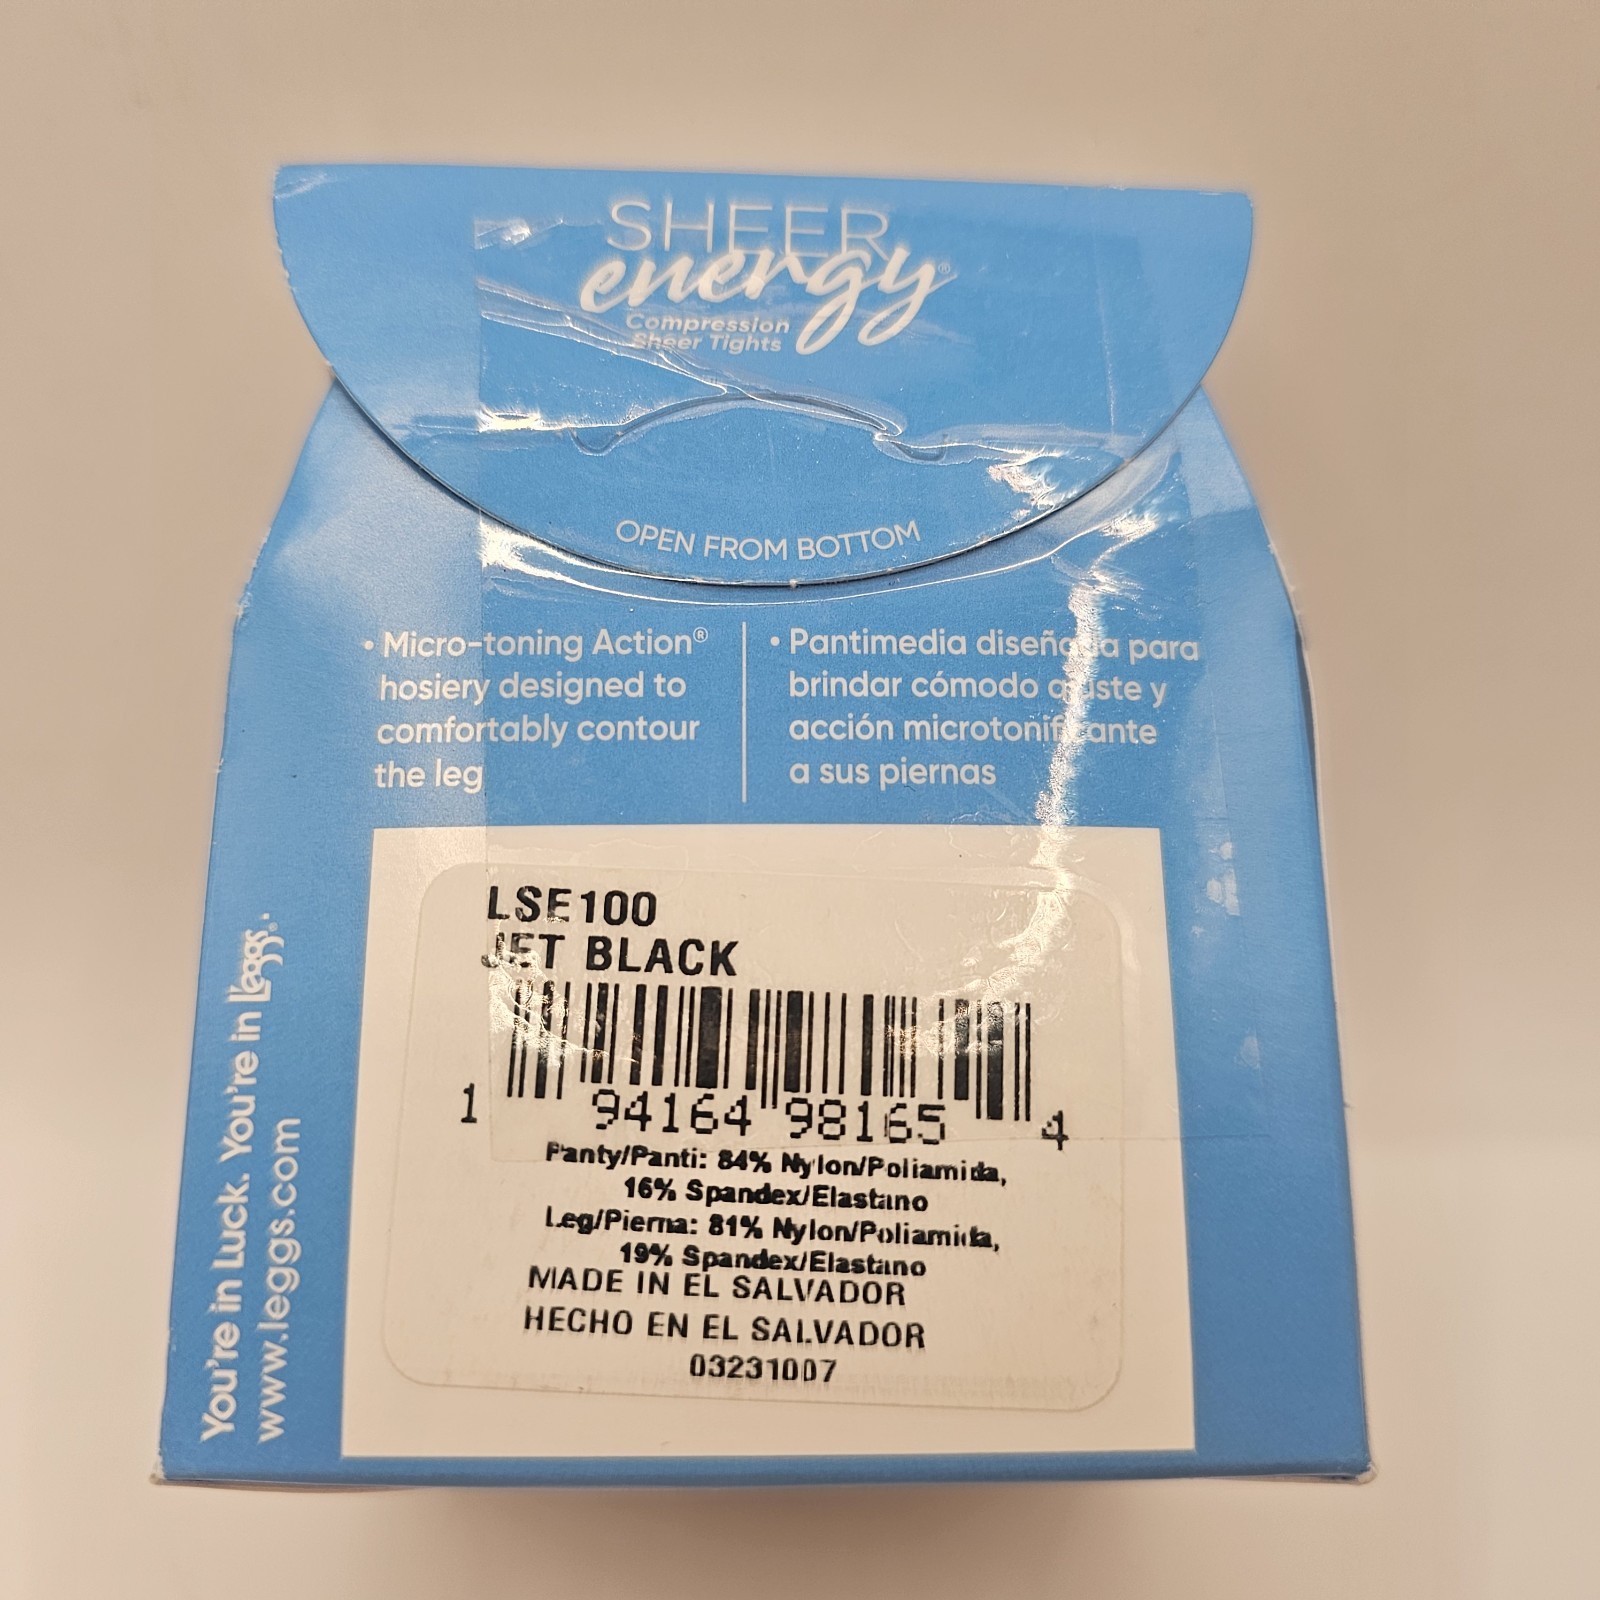 SHEER
energy®
Compression
Sheer Tights
OPEN FROM BOTTOM
• Micro-toning Action®
hosiery designed to
comfortably contour
the leg
• Pantimedia diseñada para
brindar cómodo ajuste y
acción microtonificante
a sus piernas
LSE100
JET BLACK
1 94164 98165 4
Panty/Panti: 84% Nylon/Poliamida,
16% Spandex/Elastano
Leg/Pierna: 81% Nylon/Poliamida,
19% Spandex/Elastano
MADE IN EL SALVADOR
HECHO EN EL SALVADOR
03231007
You're in Luck. You're in L'eggs®.
www.leggs.com